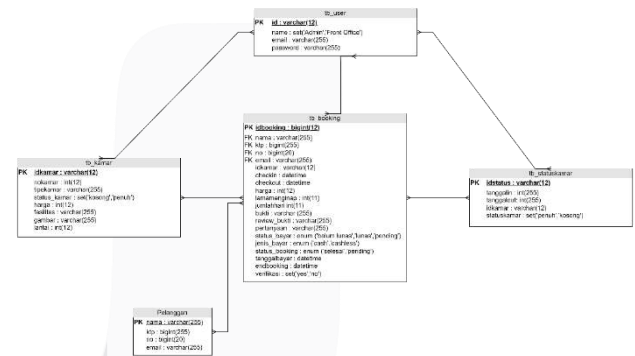 tb_user
PK id : varchar(12)
name : set('Admin','Front Office')
email : varchar(255)
password : varchar(255)
tb_booking
PK idbooking : bigint(12)
FK nama : varchar(255)
FK ktp : bigint(255)
FK no : bigint(20)
FK email : varchar(255)
idkamar : varchar(12)
checkin : datetime
checkout : datetime
harga : int(12)
lamamenginap : int(11)
jumlahhari int(11)
bukti : varchar(255)
review_bukti : varchar(255)
pertanyaan : varchar(255)
status_bayar : enum ('belum lunas','lunas','pending')
jenis_bayar : enum ('cash','cashless')
status_booking : enum ('selesai','pending')
tanggalbayar : datetime
endbooking : datetime
verifikasi : set('yes','no')
tb_kamar
PK idkamar : varchar(12)
nokamar : int(12)
tipekamar : varchar(255)
status_kamar : set('kosong','penuh')
harga : int(12)
fasilitas : varchar(255)
gambar : varchar(255)
lantai : int(12)
tb_statuskamar
PK idstatus : varchar(12)
tanggalin : int(255)
tanggalout : int(255)
idkamar : varchar(12)
statuskamar : set('penuh','kosong')
Pelanggan
PK nama : varchar(255)
ktp : bigint(255)
no : bigint(20)
email : varchar(255)